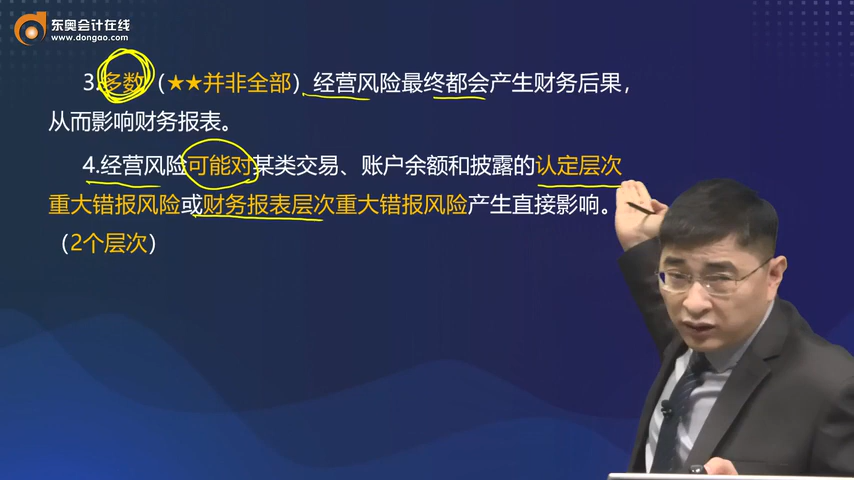 东奥会计在线
www.dongao.com
3.多数（★★并非全部）,经营风险最终都会产生财务后果，
从而影响财务报表。
4.经营风险可能对某类交易、账户余额和披露的认定层次
重大错报风险或财务报表层次重大错报风险产生直接影响。
（2个层次）